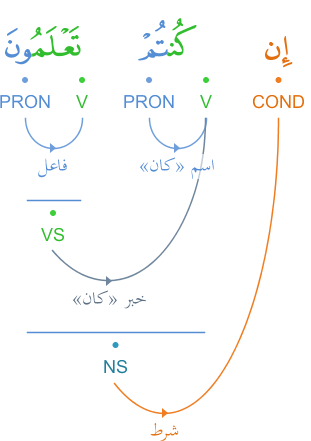 إِن كُنتُمْ تَعْلَمُونَ
COND V PRON V PRON
اسم «كان» فاعل
VS
خبر «كان»
NS
شرط